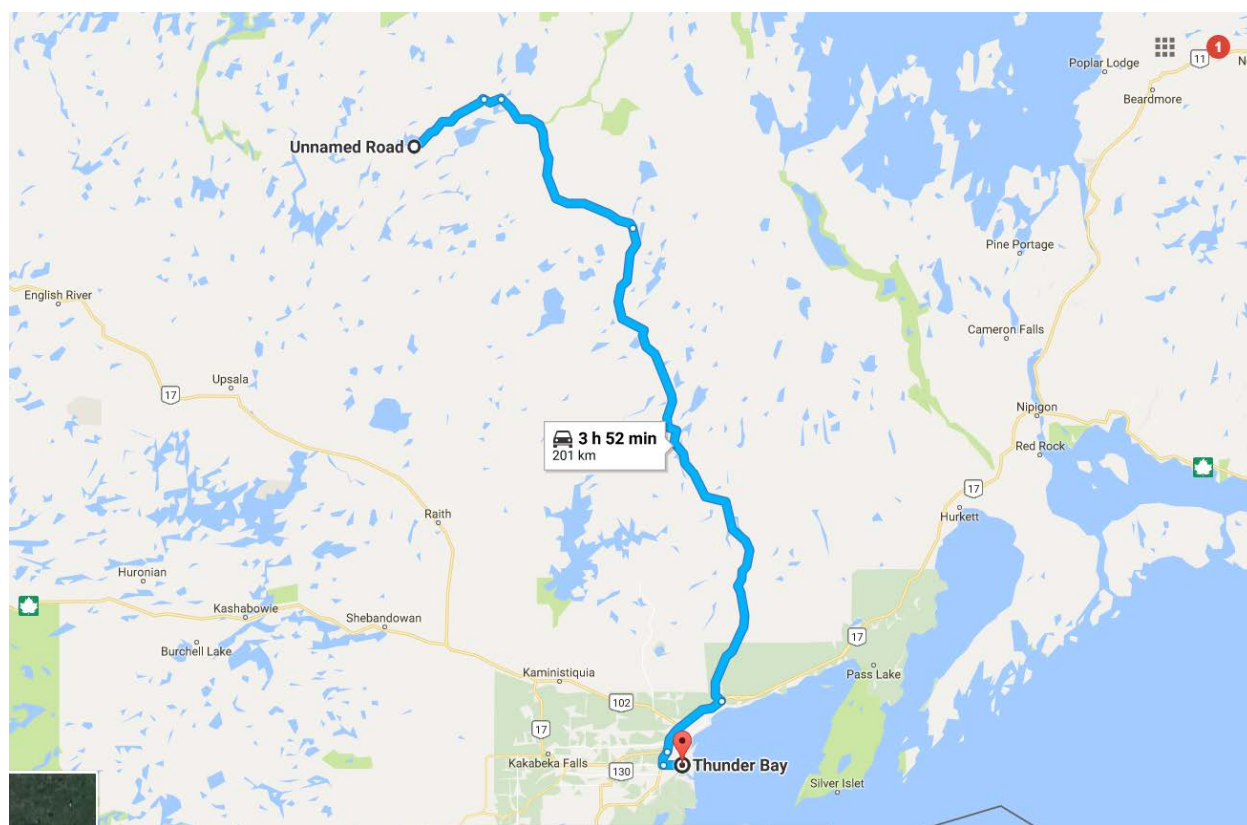 1
11
Poplar Lodge
Beardmore
Unnamed Road
Pine Portage
English River
Cameron Falls
Upsala
17
Nipigon
3 h 52 min
201 km
Red Rock
17
Raith
Hurkett
Huronian
Kashabowie
Shebandowan
17
Burchell Lake
Pass Lake
Kaministiquia
102
17
Kakabeka Falls
130
Thunder Bay
Silver Islet